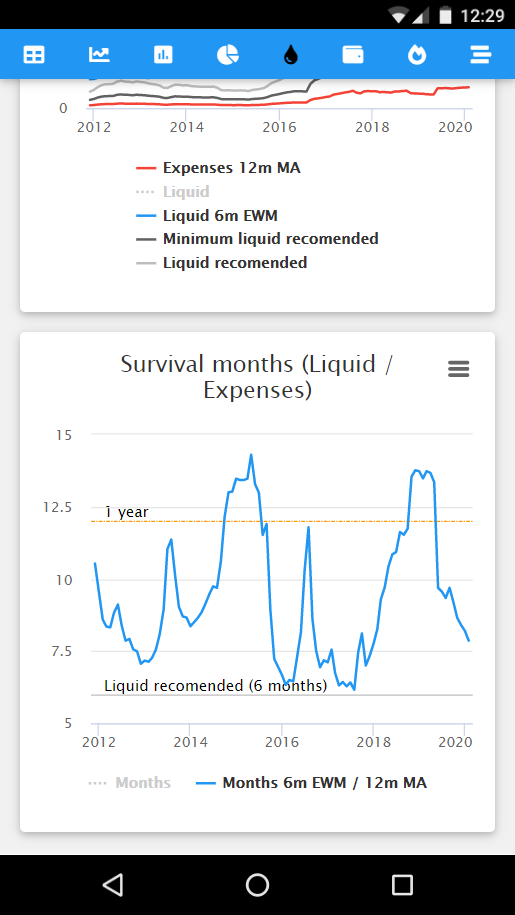 12:29
0
2012 2014 2016 2018 2020
Expenses 12m MA
Liquid
Liquid 6m EWM
Minimum liquid recomended
Liquid recomended
Survival months (Liquid /
Expenses)
15
12.5
1 year
10
7.5
Liquid recomended (6 months)
5
2012 2014 2016 2018 2020
Months Months 6m EWM / 12m MA